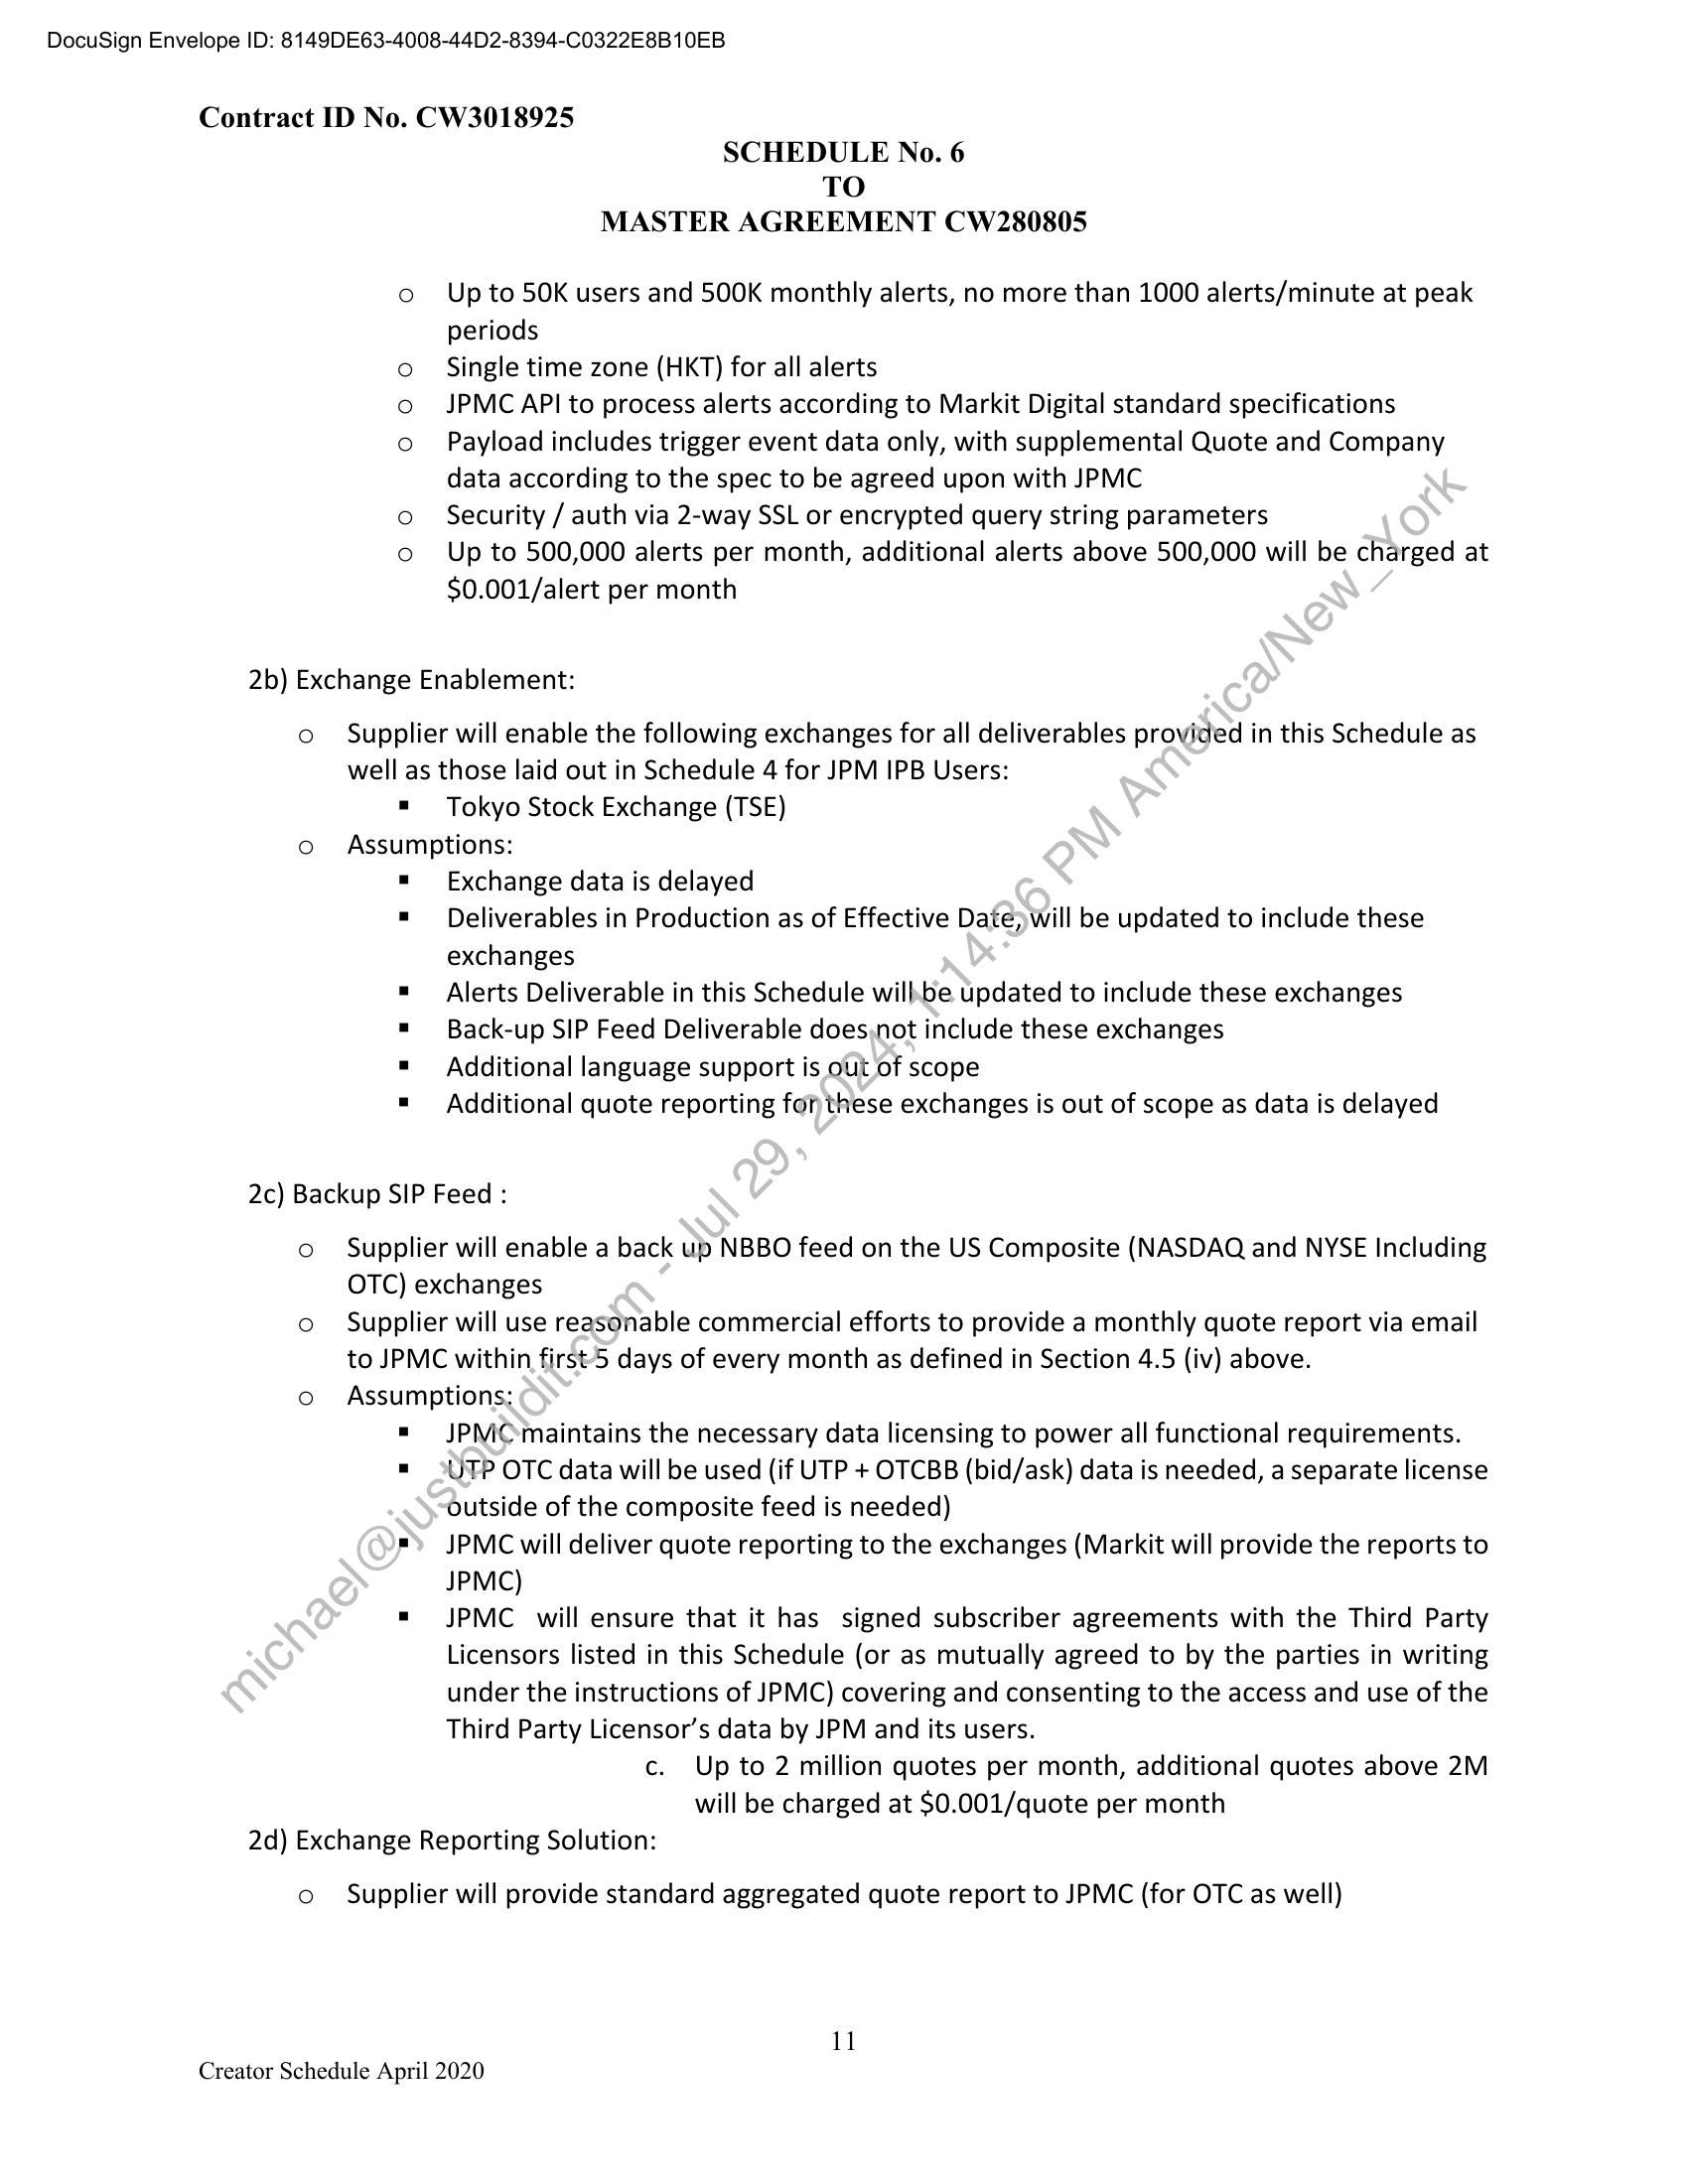 DocuSign Envelope ID: 8149DE63-4008-44D2-8394-C0322E8B10EB
Contract ID No. CW3018925
SCHEDULE No. 6
TO
MASTER AGREEMENT CW280805
o Up to 50K users and 500K monthly alerts, no more than 1000 alerts/minute at peak
periods
o Single time zone (HKT) for all alerts
o JPMC API to process alerts according to Markit Digital standard specifications
o Payload includes trigger event data only, with supplemental Quote and Company
data according to the spec to be agreed upon with JPMC
o Security / auth via 2-way SSL or encrypted query string parameters
o Up to 500,000 alerts per month, additional alerts above 500,000 will be charged at
$0.001/alert per month
2b) Exchange Enablement:
o Supplier will enable the following exchanges for all deliverables provided in this Schedule as
well as those laid out in Schedule 4 for JPM IPB Users:
▪ Tokyo Stock Exchange (TSE)
o Assumptions:
▪ Exchange data is delayed
▪ Deliverables in Production as of Effective Date, will be updated to include these
exchanges
▪ Alerts Deliverable in this Schedule will be updated to include these exchanges
▪ Back-up SIP Feed Deliverable does not include these exchanges
▪ Additional language support is out of scope
▪ Additional quote reporting for these exchanges is out of scope as data is delayed
2c) Backup SIP Feed :
o Supplier will enable a back up NBBO feed on the US Composite (NASDAQ and NYSE Including
OTC) exchanges
o Supplier will use reasonable commercial efforts to provide a monthly quote report via email
to JPMC within first 5 days of every month as defined in Section 4.5 (iv) above.
o Assumptions:
▪ JPMC maintains the necessary data licensing to power all functional requirements.
▪ UTP OTC data will be used (if UTP + OTCBB (bid/ask) data is needed, a separate license
outside of the composite feed is needed)
▪ JPMC will deliver quote reporting to the exchanges (Markit will provide the reports to
JPMC)
▪ JPMC will ensure that it has signed subscriber agreements with the Third Party
Licensors listed in this Schedule (or as mutually agreed to by the parties in writing
under the instructions of JPMC) covering and consenting to the access and use of the
Third Party Licensor’s data by JPM and its users.
c. Up to 2 million quotes per month, additional quotes above 2M
will be charged at $0.001/quote per month
2d) Exchange Reporting Solution:
o Supplier will provide standard aggregated quote report to JPMC (for OTC as well)
11
Creator Schedule April 2020
michael@justbuildit.com - Jul 29, 2024, 1:14:36 PM America/New_York